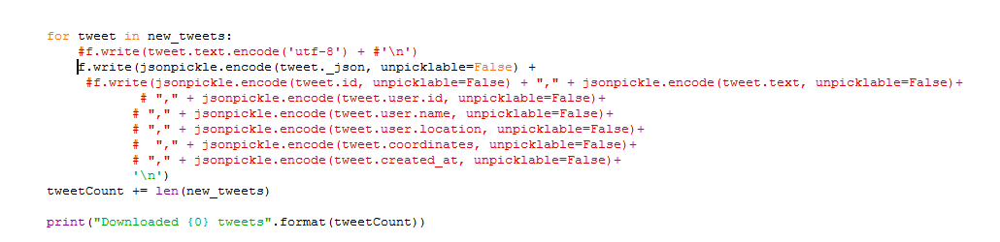 for tweet in new_tweets:
    #f.write(tweet.text.encode('utf-8') + #'\n')
    f.write(jsonpickle.encode(tweet._json, unpicklable=False) +
     #f.write(jsonpickle.encode(tweet.id, unpicklable=False) + "," + jsonpickle.encode(tweet.text, unpicklable=False)+
            # "," + jsonpickle.encode(tweet.user.id, unpicklable=False)+
           # "," + jsonpickle.encode(tweet.user.name, unpicklable=False)+
           # "," + jsonpickle.encode(tweet.user.location, unpicklable=False)+
           #  "," + jsonpickle.encode(tweet.coordinates, unpicklable=False)+
           # "," + jsonpickle.encode(tweet.created_at, unpicklable=False)+
           '\n')
tweetCount += len(new_tweets)
print("Downloaded {0} tweets".format(tweetCount))